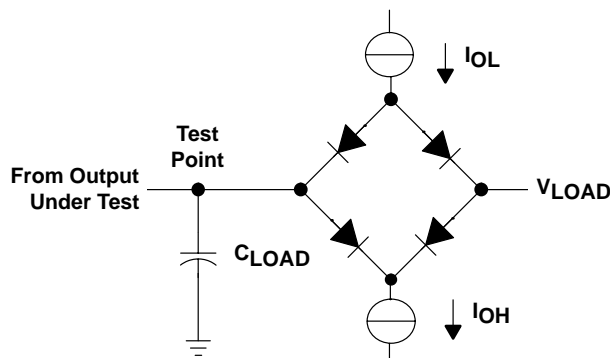 IOL
Test
Point
From Output
Under Test
VLOAD
CLOAD
IOH